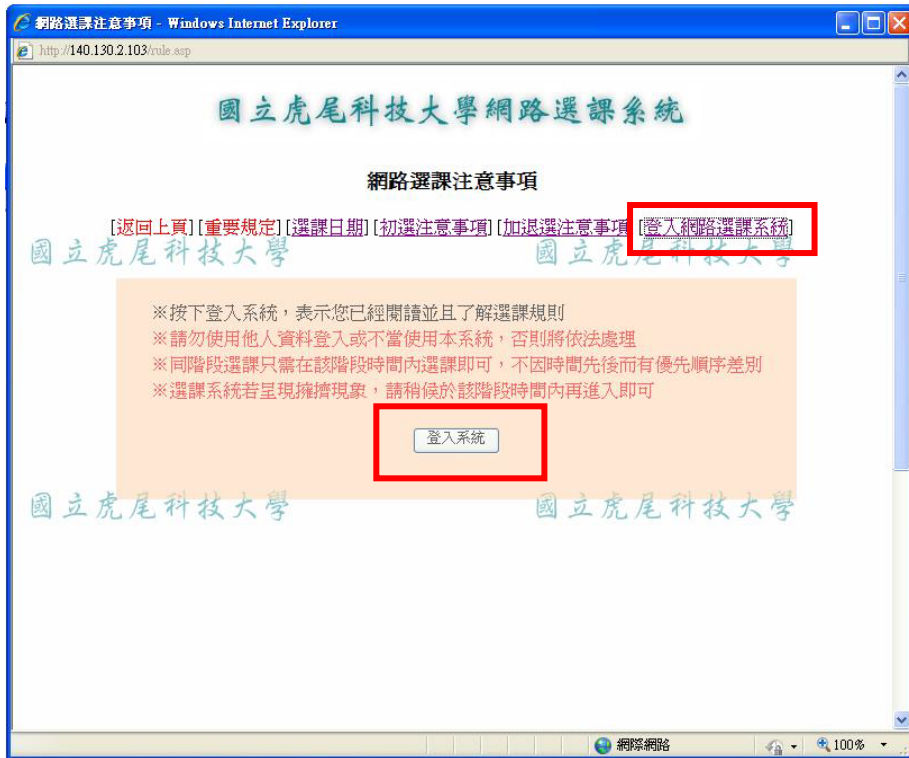 網路選課注意事項 - Windows Internet Explorer
http://140.130.2.103/rule.asp
國立虎尾科技大學網路選課系統
網路選課注意事項
[返回上頁][重要規定][選課日期][初選注意事項][加退選注意事項][登入網路選課系統]
國立虎尾科技大學 國立虎尾科技大學
※按下登入系統，表示您已經閱讀並且了解選課規則
※請勿使用他人資料登入或不當使用本系統，否則將依法處理
※同階段選課只需在該階段時間內選課即可，不因時間先後而有優先順序差別
※選課系統若呈現擁擠現象，請稍候於該階段時間內再進入即可
登入系統
國立虎尾科技大學 國立虎尾科技大學
網際網路 100%